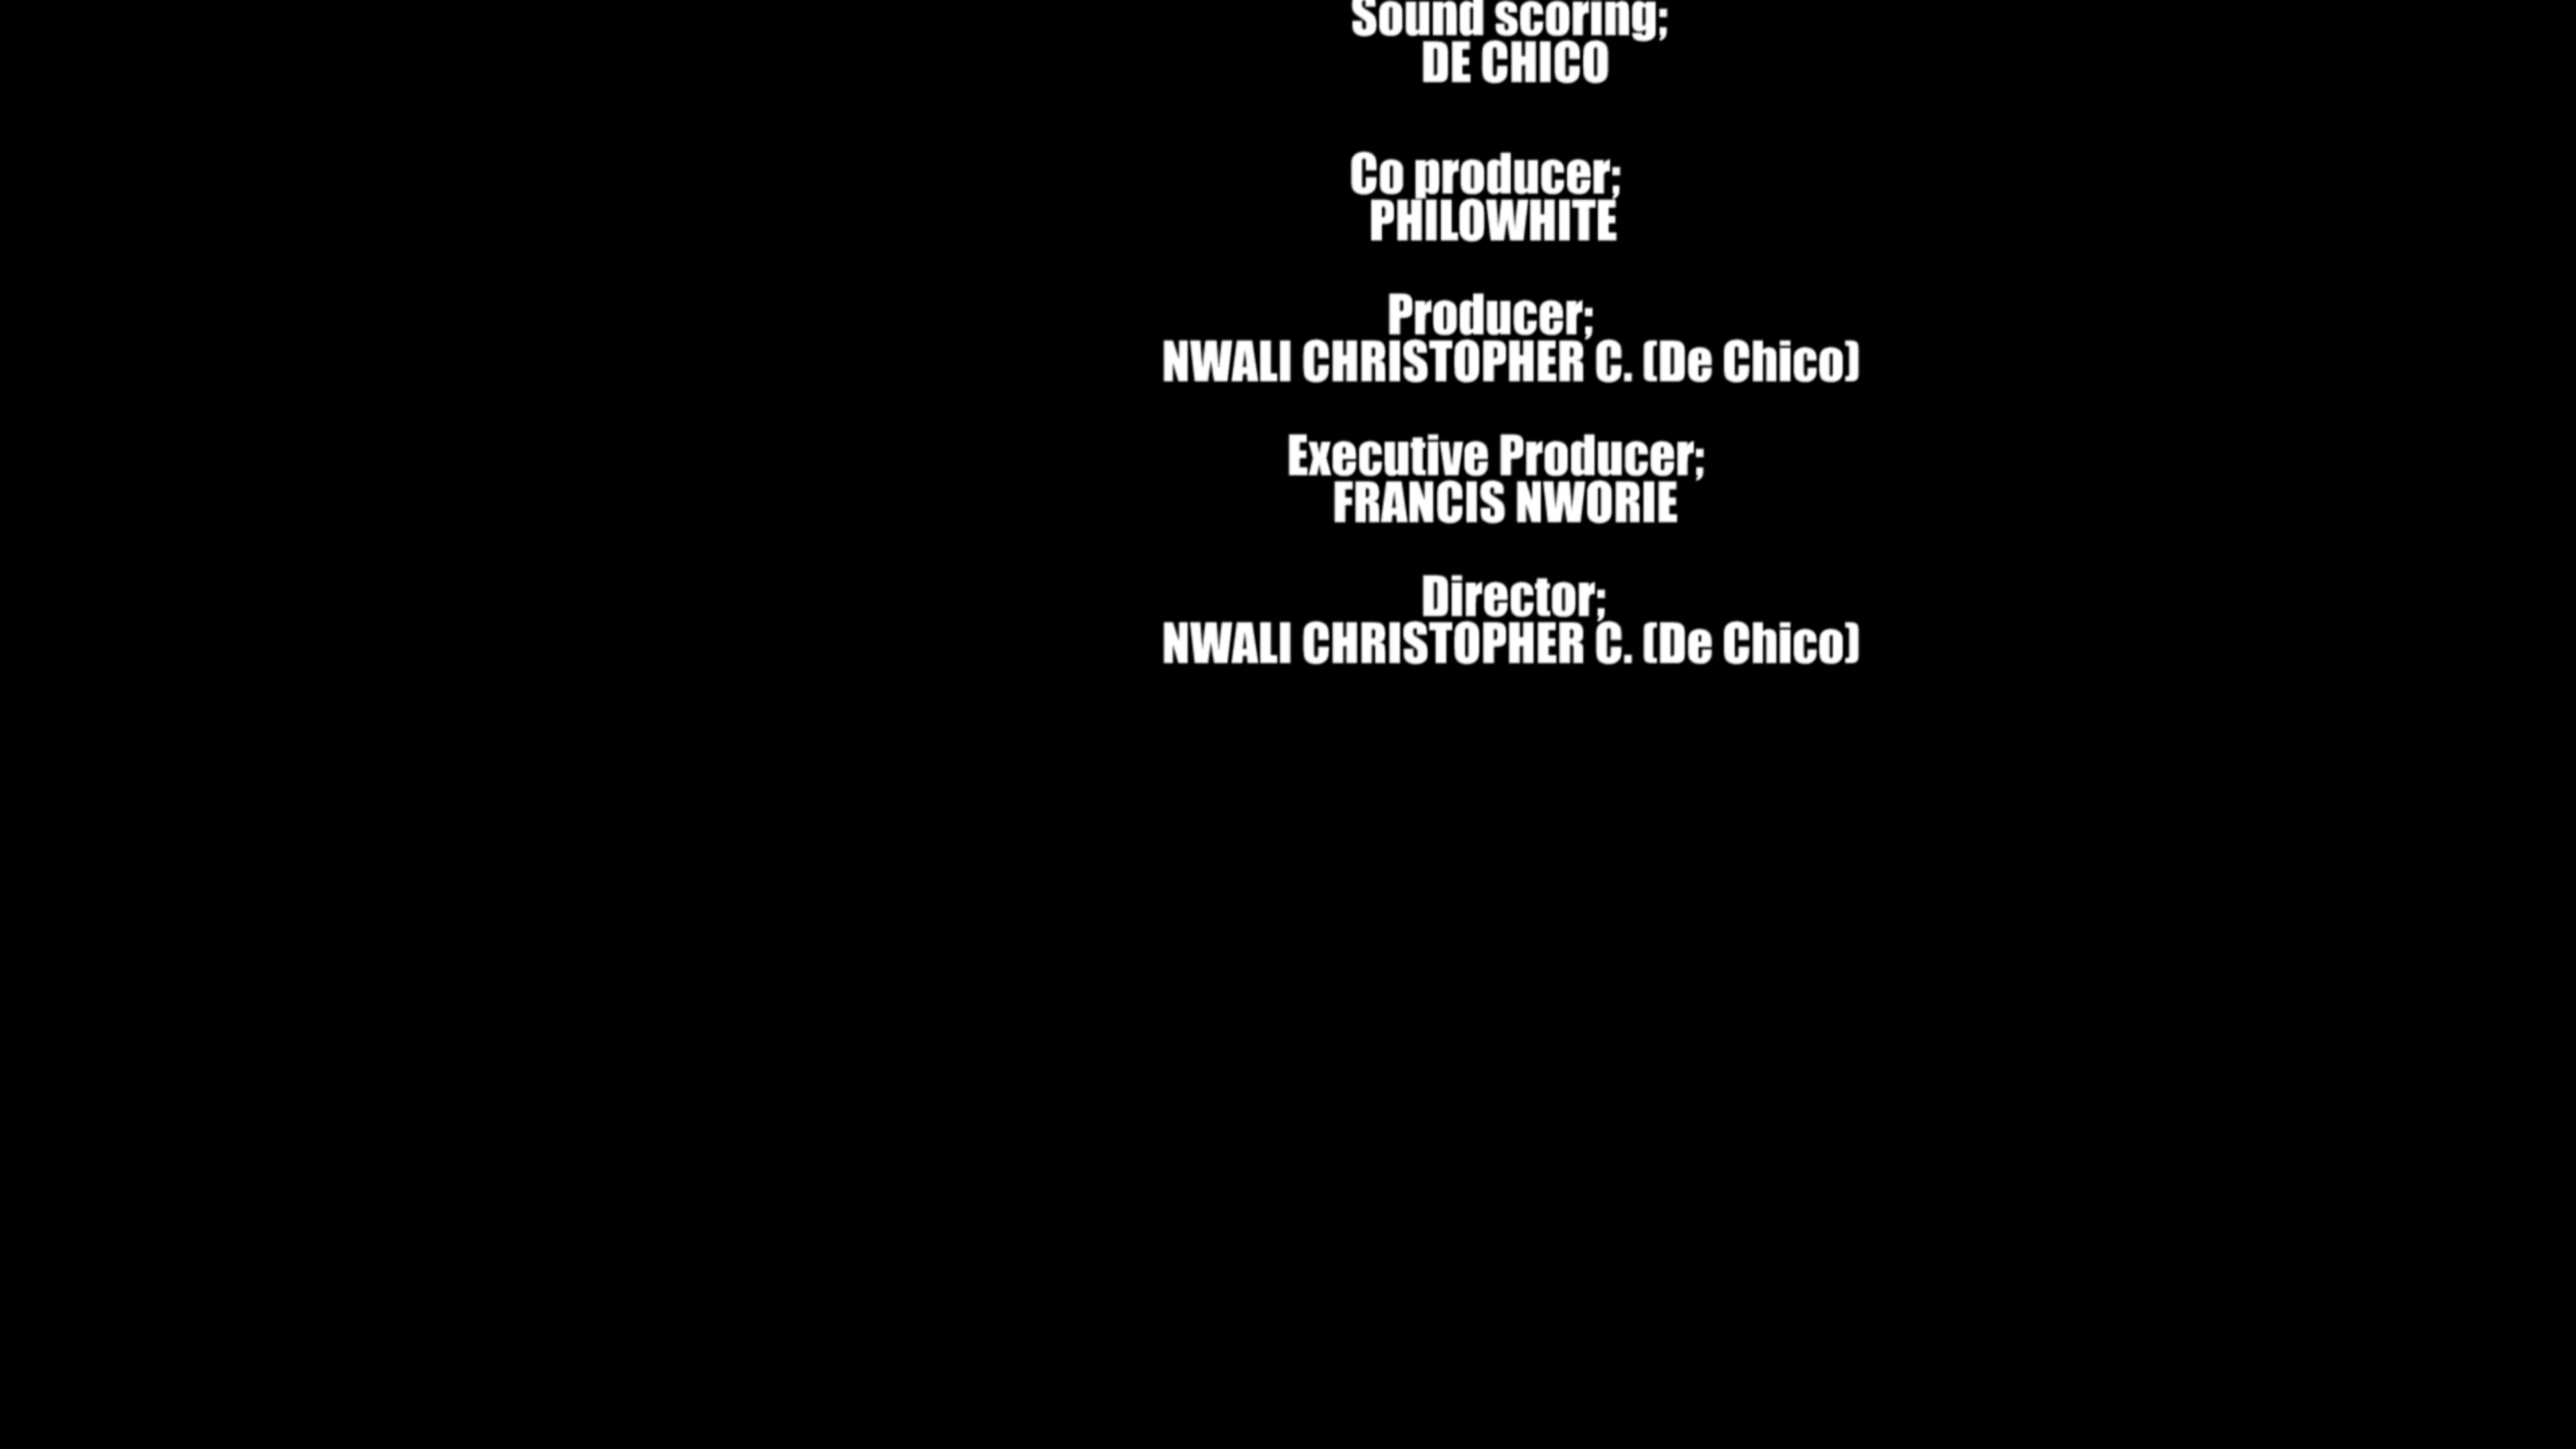 Sound scoring;
DE CHICO
Co producer;
PHILOWHITE
Producer;
NWALI CHRISTOPHER C. (De Chico)
Executive Producer;
FRANCIS NWORIE
Director;
NWALI CHRISTOPHER C. (De Chico)